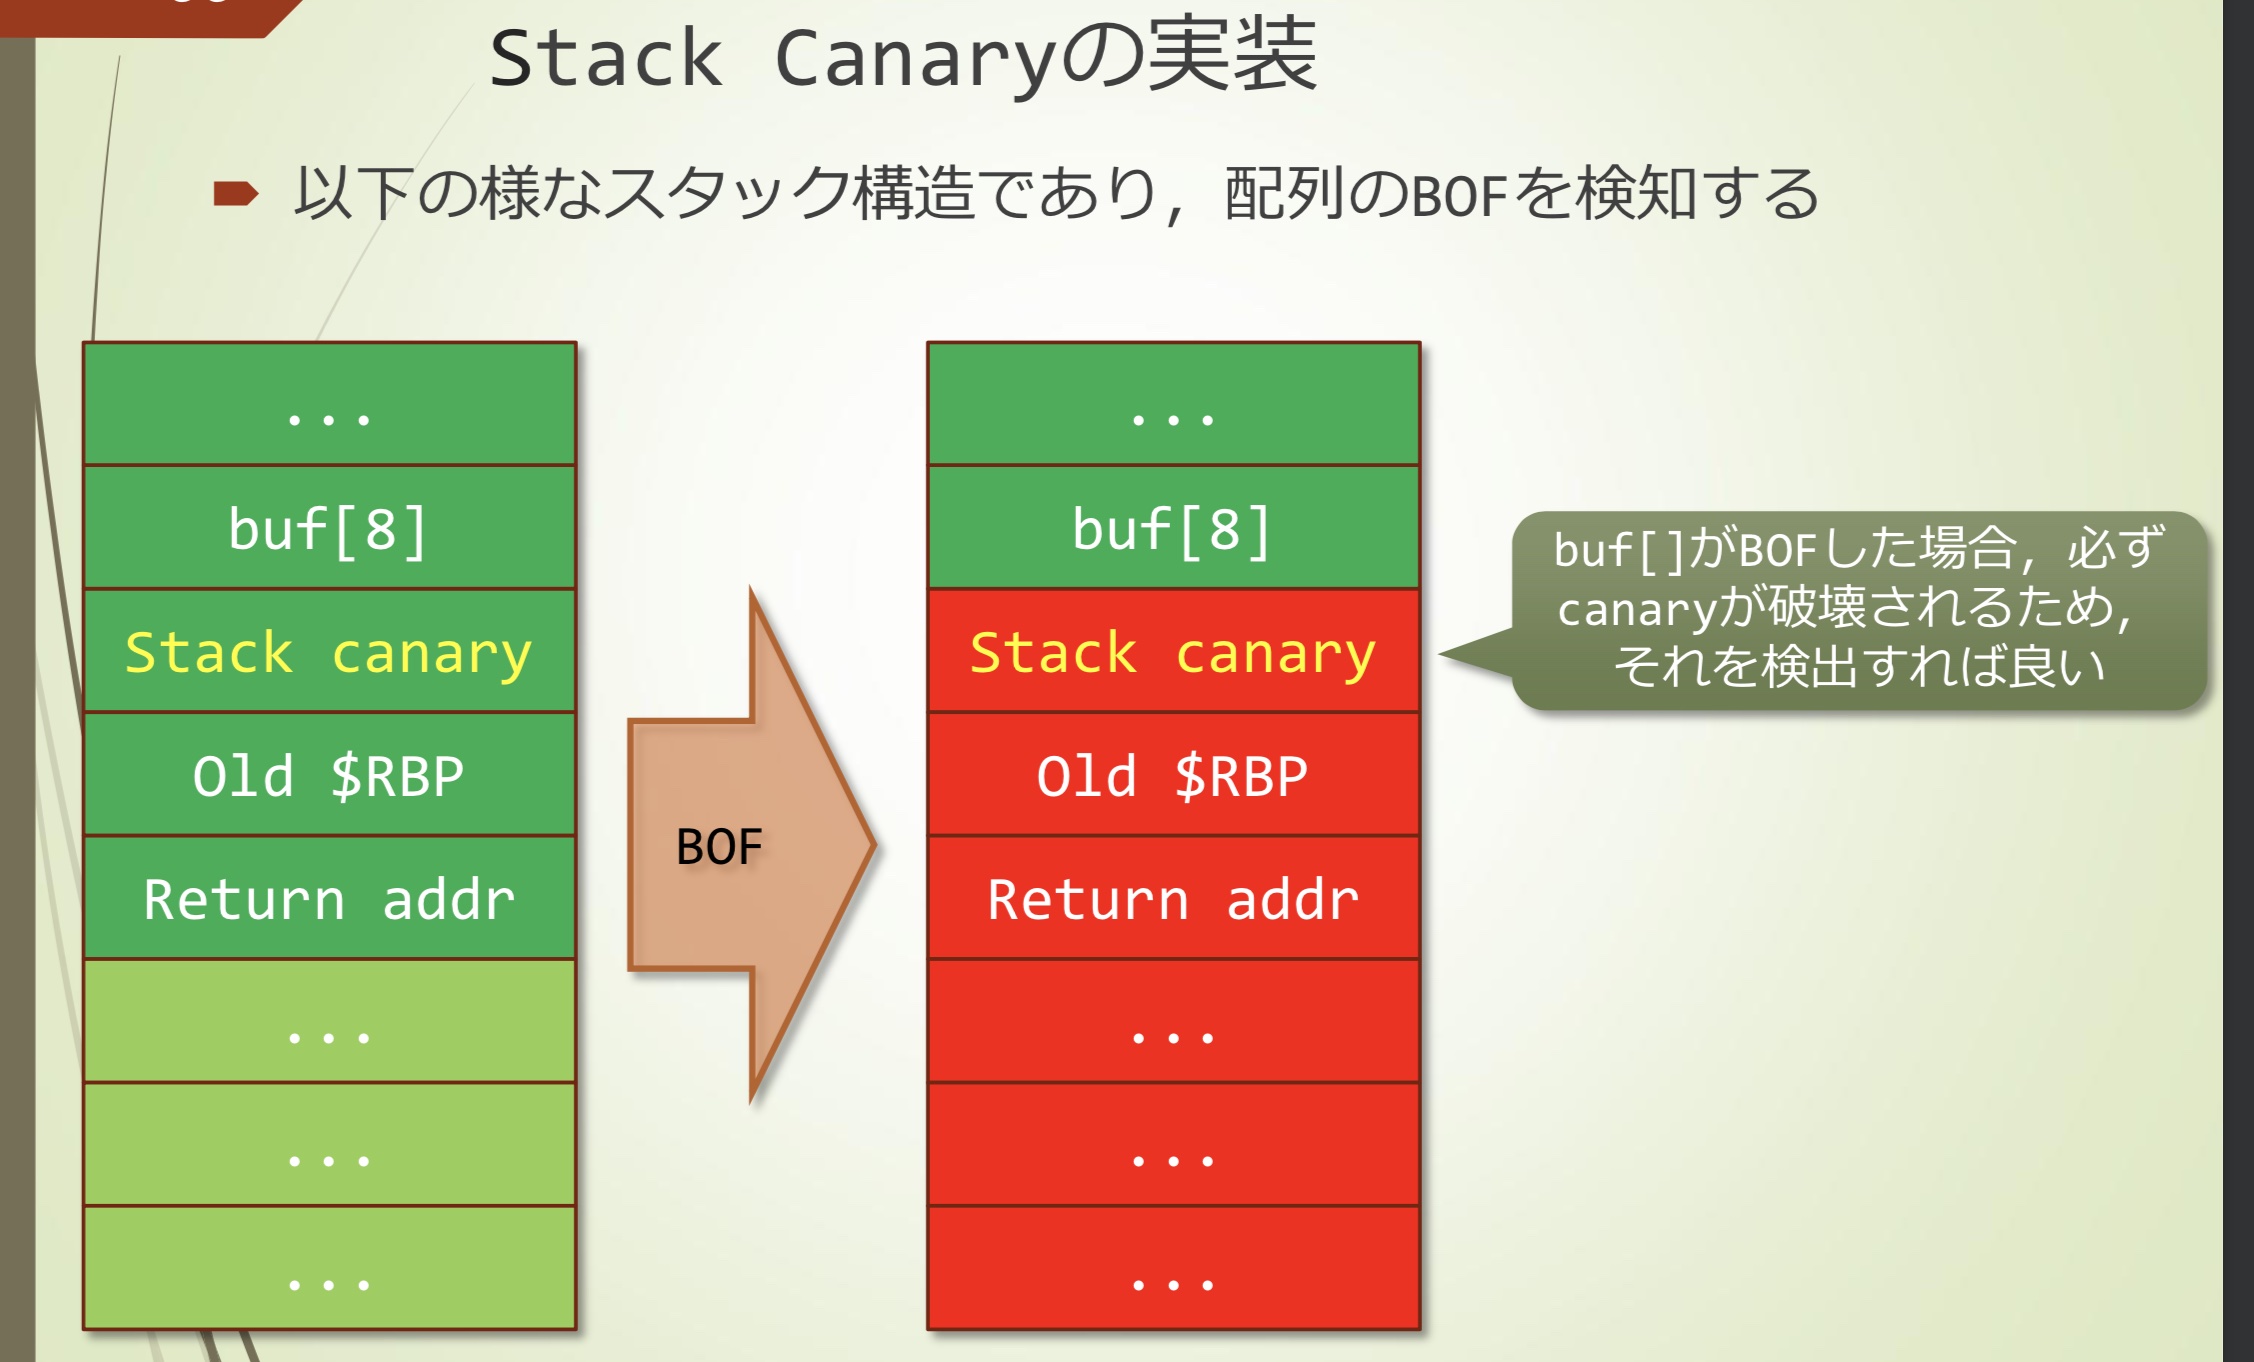 Stack Canaryの実装
以下の様なスタック構造であり，配列のBOFを検知する
...
buf[8]
Stack canary
Old $RBP
Return addr
...
...
...
BOF
...
buf[8]
Stack canary
Old $RBP
Return addr
...
...
...
buf[]がBOFした場合，必ず
canaryが破壊されるため，
それを検出すれば良い